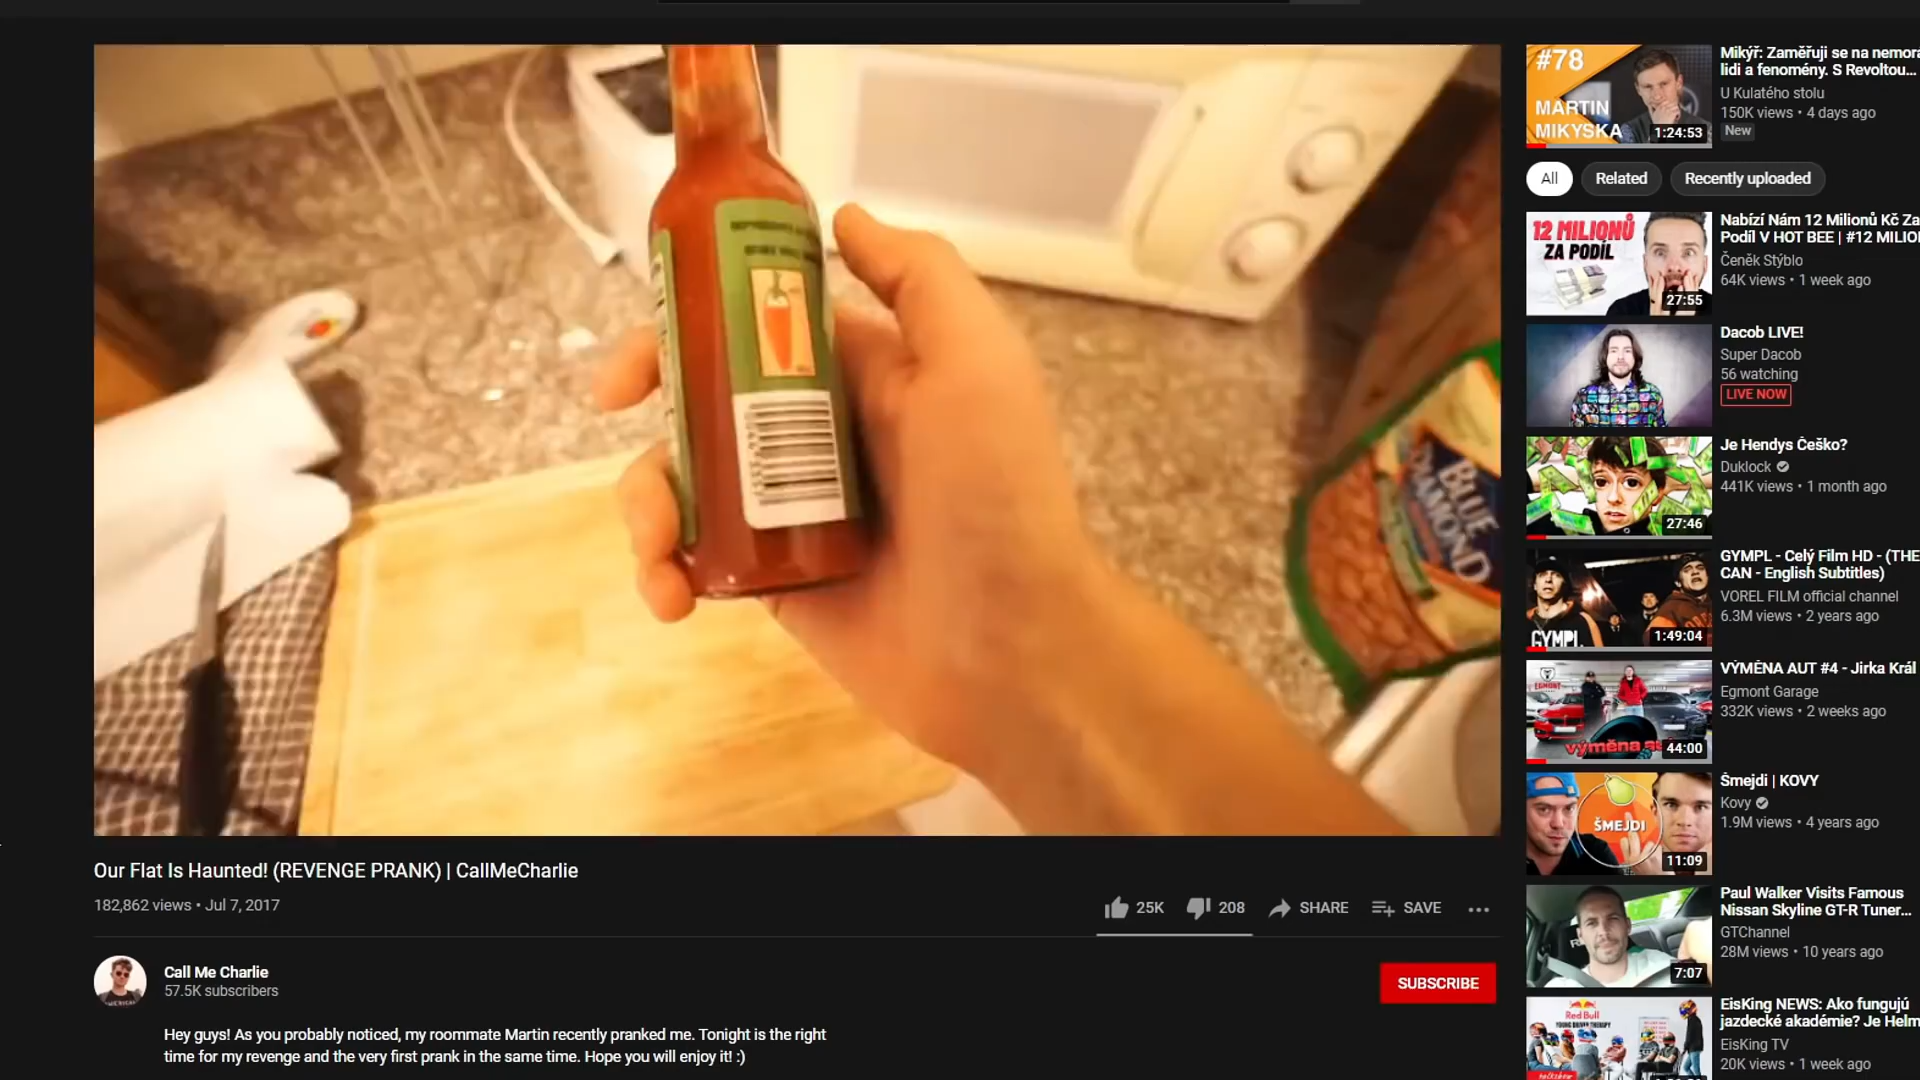 BLUE
DIAMOND
Our Flat Is Haunted! (REVENGE PRANK) | CallMeCharlie
182,862 views • Jul 7, 2017
25K
208
SHARE
SAVE
Call Me Charlie
57.5K subscribers
SUBSCRIBE
Hey guys! As you probably noticed, my roommate Martin recently pranked me. Tonight is the right
time for my revenge and the very first prank in the same time. Hope you will enjoy it! :)
#78
MARTIN
MIKYSKA
1:24:53
Mikýř: Zaměřuji se na nemora
lidi a fenomény. S Revoltou...
U Kulatého stolu
150K views • 4 days ago
New
All
Related
Recently uploaded
12 MILIONŮ
ZA PODÍL
27:55
Nabízí Nám 12 Milionů Kč Za
Podíl V HOT BEE | #12 MILIO
Čeněk Stýblo
64K views • 1 week ago
Dacob LIVE!
Super Dacob
56 watching
LIVE NOW
27:46
Je Hendys Češko?
Duklock
441K views • 1 month ago
GYMPL
1:49:04
GYMPL - Celý Film HD - (THE
CAN - English Subtitles)
VOREL FILM official channel
6.3M views • 2 years ago
EGMONT
výměna
44:00
VÝMĚNA AUT #4 - Jirka Král
Egmont Garage
332K views • 2 weeks ago
ŠMEJDI
11:09
Šmejdi | KOVY
Kovy
1.9M views • 4 years ago
7:07
Paul Walker Visits Famous
Nissan Skyline GT-R Tuner...
GTChannel
28M views • 10 years ago
Red Bull
EisKing NEWS: Ako fungujú
jazdecké akadémie? Je Helm
EisKing TV
20K views • 1 week ago